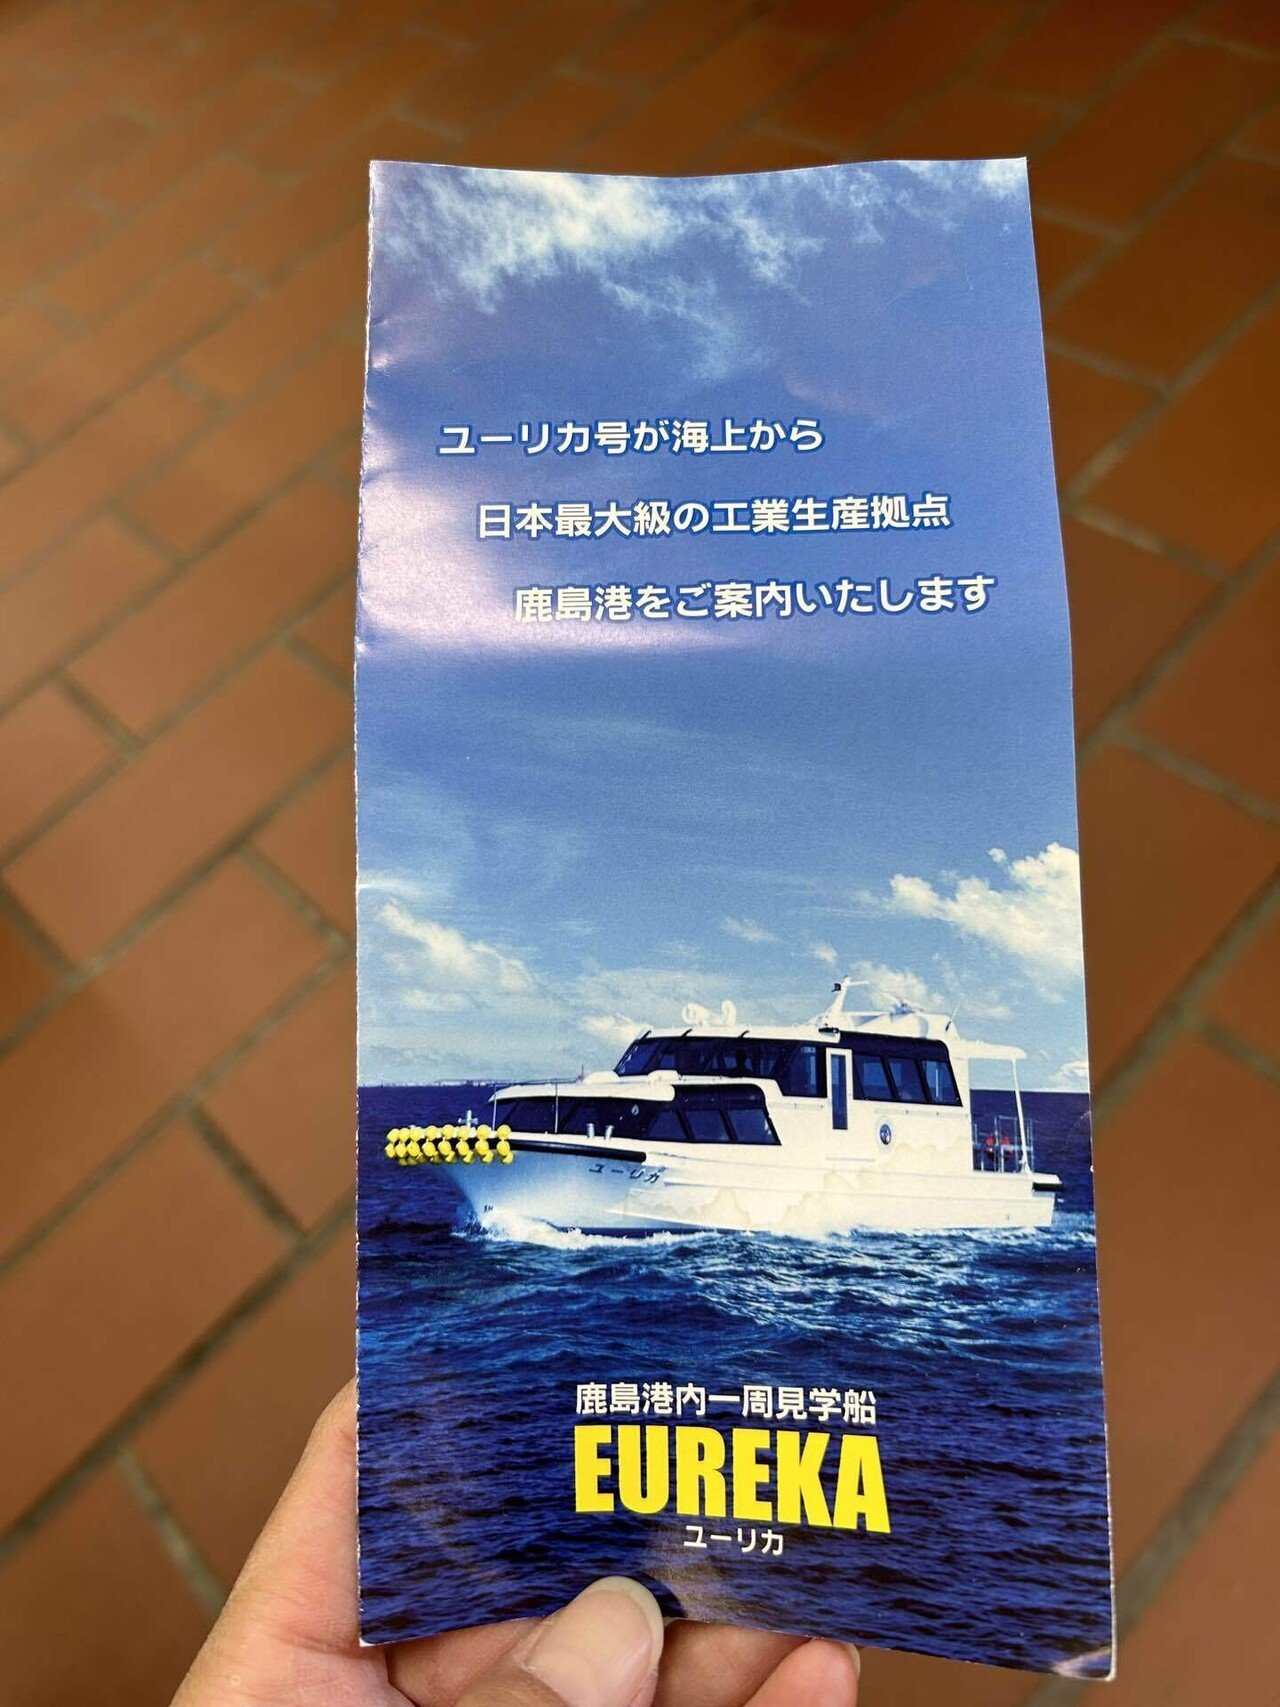 ユーリカ号が海上から
日本最大級の工業生産拠点
鹿島港をご案内いたします
ユーリカ
鹿島港内一周見学船
EUREKA
ユーリカ